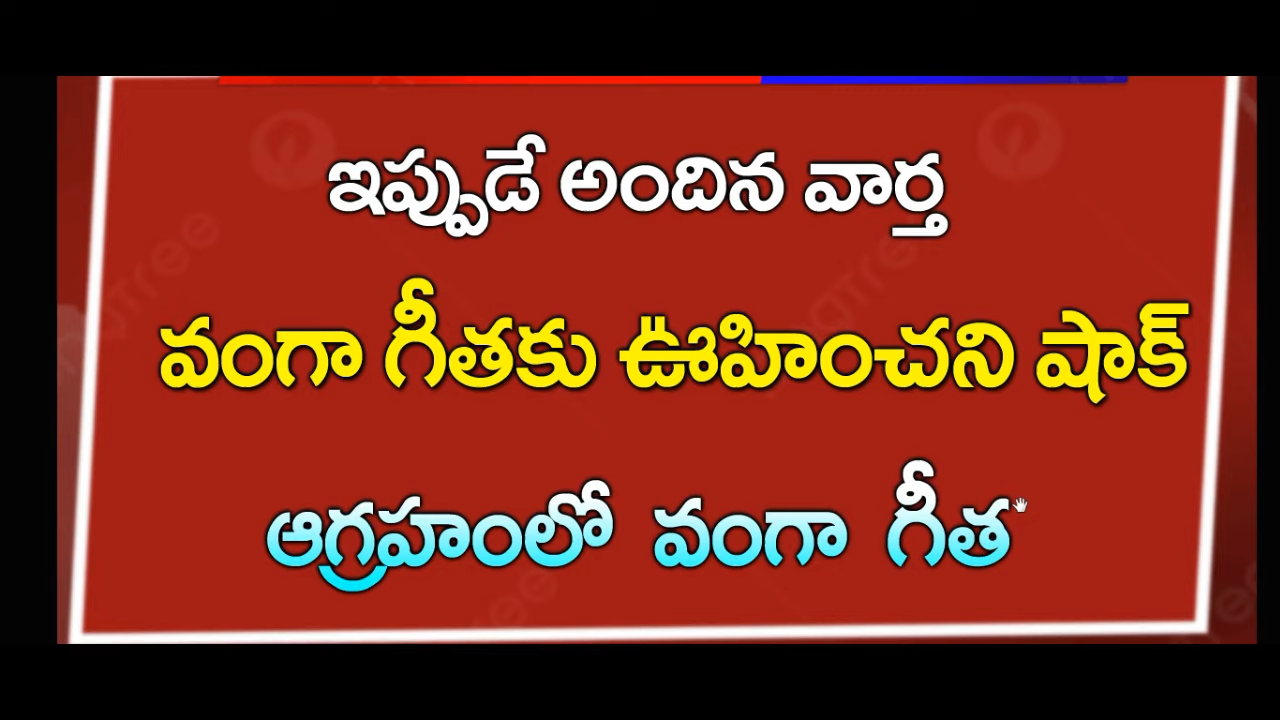 ఇప్పుడే అందిన వార్త
వంగా గీతకు ఊహించని షాక్
ఆగ్రహంలో వంగా గీత